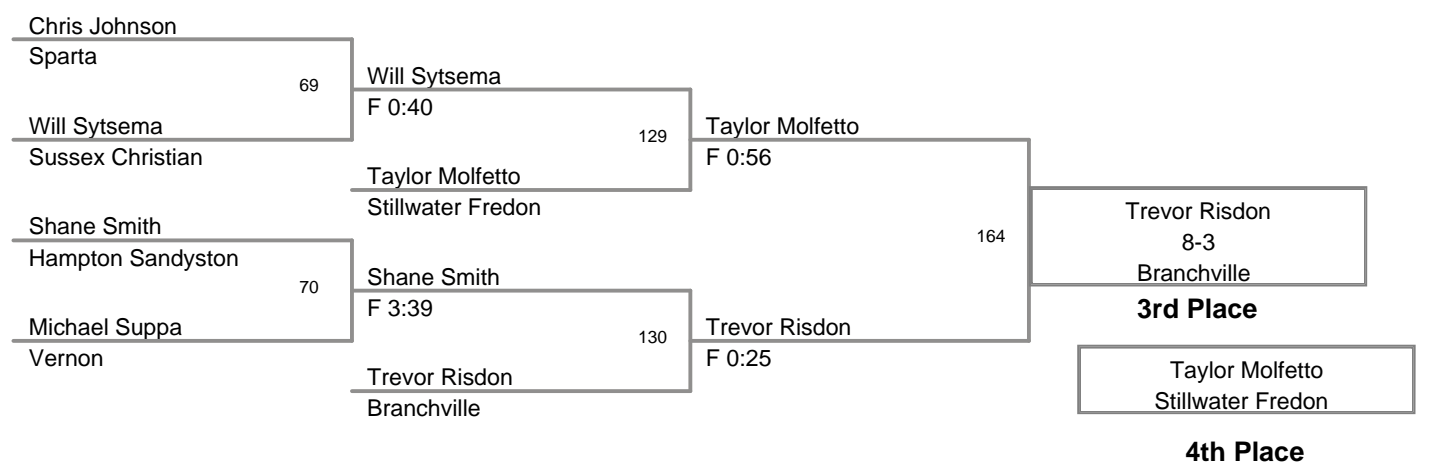 Chris Johnson
Sparta
69
Will Sytsema
Sussex Christian
Shane Smith
Hampton Sandyston
70
Michael Suppa
Vernon
Will Sytsema
F 0:40
129
Taylor Molfetto
Stillwater Fredon
Shane Smith
F 3:39
130
Trevor Risdon
Branchville
Taylor Molfetto
F 0:56
164
Trevor Risdon
F 0:25
Trevor Risdon
8-3
Branchville
3rd Place
Taylor Molfetto
Stillwater Fredon
4th Place